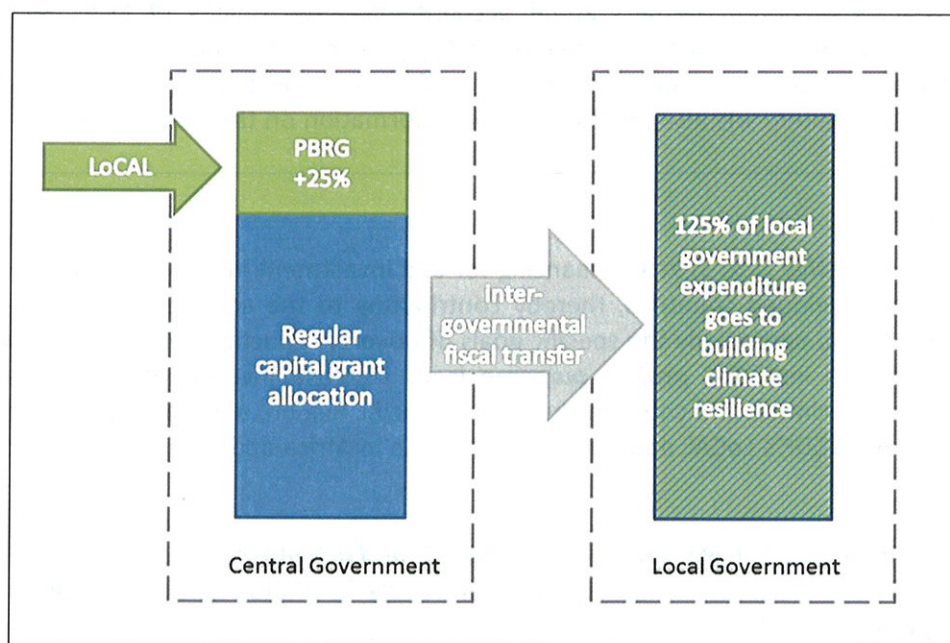 LoCAL
PBRG
+25%
Regular
capital grant
allocation
Central Government
Inter-
governmental
fiscal transfer
125% of local
government
expenditure
goes to
building
climate
resilience
Local Government